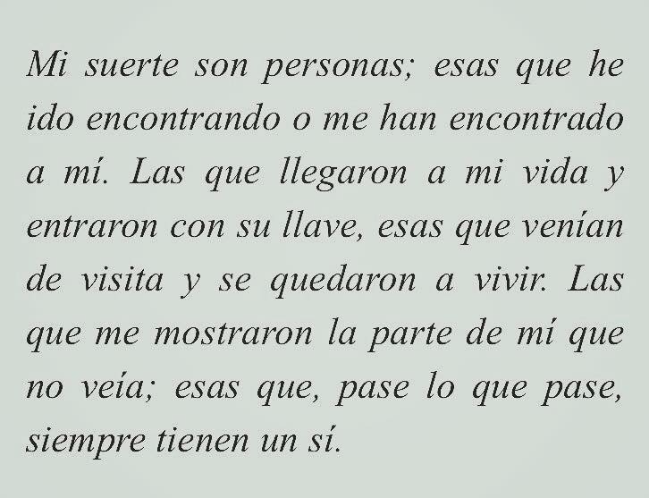 Mi suerte son personas; esas que he
ido encontrando o me han encontrado
a mí. Las que llegaron a mi vida y
entraron con su llave, esas que venían
de visita y se quedaron a vivir. Las
que me mostraron la parte de mí que
no veía; esas que, pase lo que pase,
siempre tienen un sí.